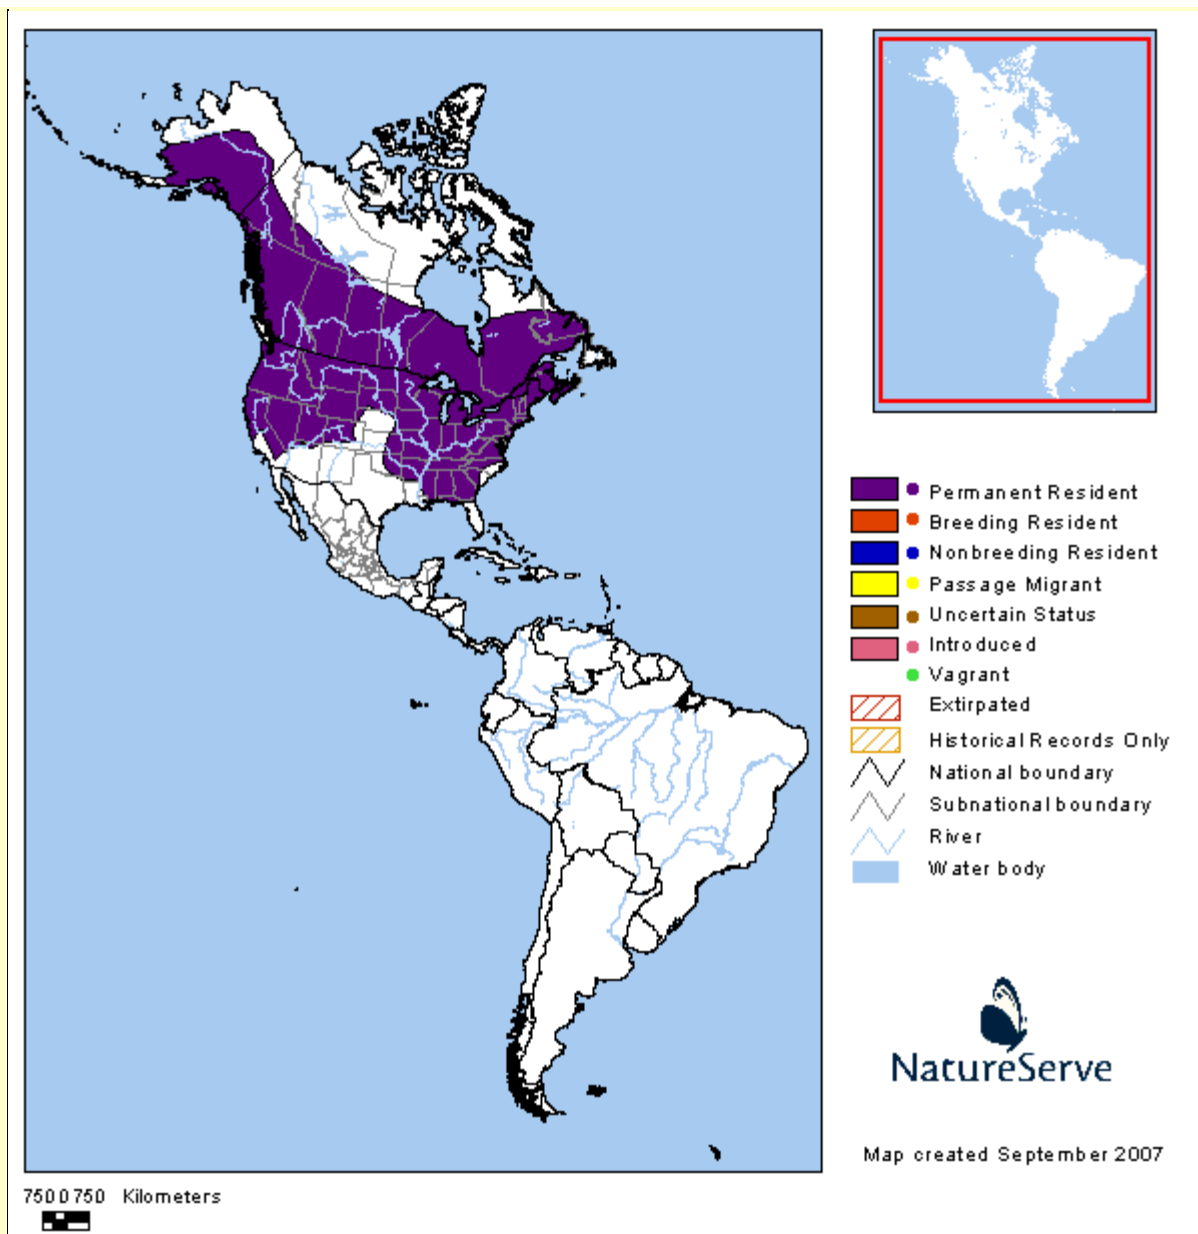 Permanent Resident
Breeding Resident
Nonbreeding Resident
Passage Migrant
Uncertain Status
Introduced
Vagrant
Extirpated
Historical Records Only
National boundary
Subnational boundary
River
Water body
NatureServe
Map created September 2007
750 0 750 Kilometers